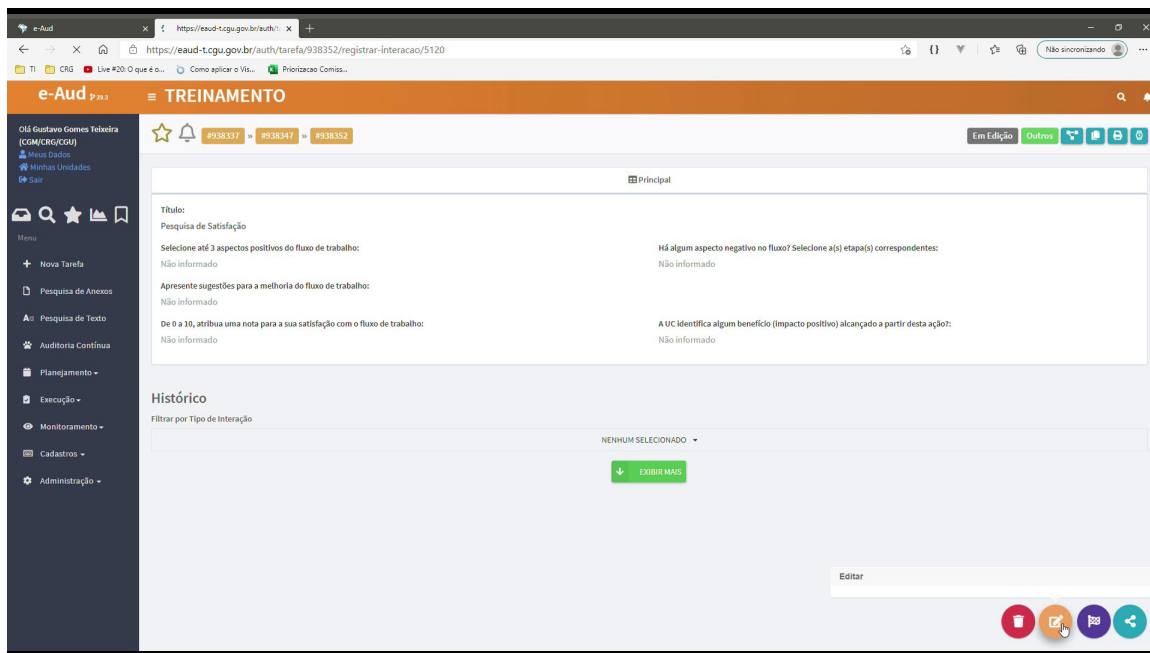 e-Aud
https://eaud-t.cgu.gov.br/auth/t
https://eaud-t.cgu.gov.br/auth/tarefa/938352/registrar-interacao/5120
Não sincronizando
TI
CRG
Live #20: O que é o...
Como aplicar o Vis...
Priorizacao Comiss...
e-Aud
TREINAMENTO
Olá Gustavo Gomes Teixeira
(CGM/CRG/CGU)
Meus Dados
Minhas Unidades
Sair
#938337 » #938347 » #938352
Em Edição
Outros
Principal
Título:
Pesquisa de Satisfação
Selecione até 3 aspectos positivos do fluxo de trabalho:
Não informado
Há algum aspecto negativo no fluxo? Selecione a(s) etapa(s) correspondentes:
Não informado
Apresente sugestões para a melhoria do fluxo de trabalho:
Não informado
De 0 a 10, atribua uma nota para a sua satisfação com o fluxo de trabalho:
Não informado
A UC identifica algum benefício (impacto positivo) alcançado a partir desta ação?:
Não informado
Menu
Nova Tarefa
Pesquisa de Anexos
Pesquisa de Texto
Auditoria Contínua
Planejamento
Execução
Monitoramento
Cadastros
Administração
Histórico
Filtrar por Tipo de Interação
NENHUM SELECIONADO
EXIBIR MAIS
Editar